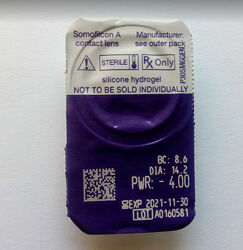 Somofilcon A Manufacturer:
contact lens see outer pack
STERILE Rx Only
silicone hydrogel
NOT TO BE SOLD INDIVIDUALLY
BC: 8.6
DIA: 14.2
PWR: - 4.00
EXP 2021-11-30
LOT A0160581